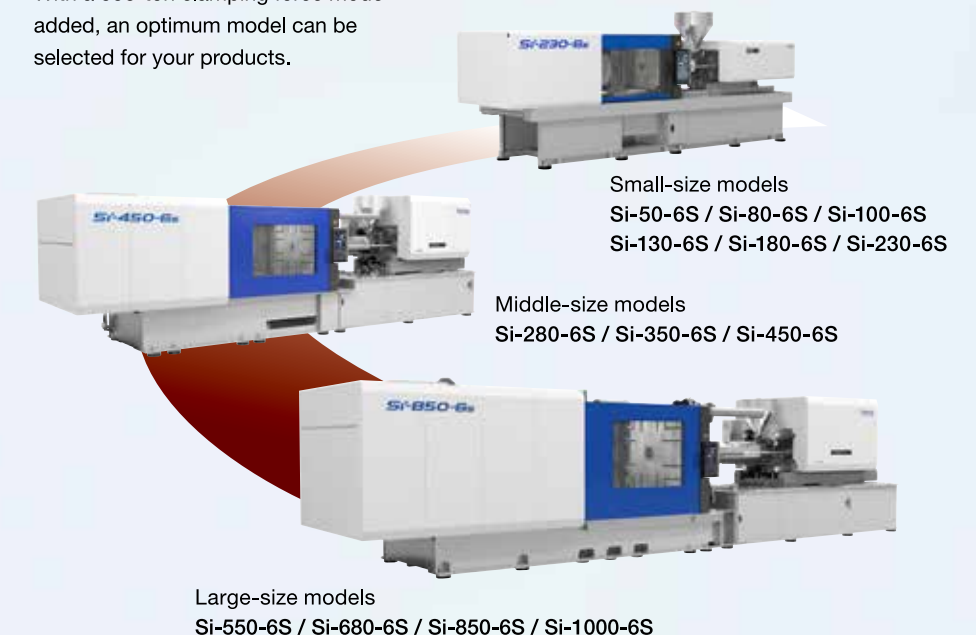 added, an optimum model can be
selected for your products.
Si-230-6s
Small-size models
Si-50-6S / Si-80-6S / Si-100-6S
Si-130-6S / Si-180-6S / Si-230-6S
Si-450-6s
Middle-size models
Si-280-6S / Si-350-6S / Si-450-6S
Si-850-6s
Large-size models
Si-550-6S / Si-680-6S / Si-850-6S / Si-1000-6S